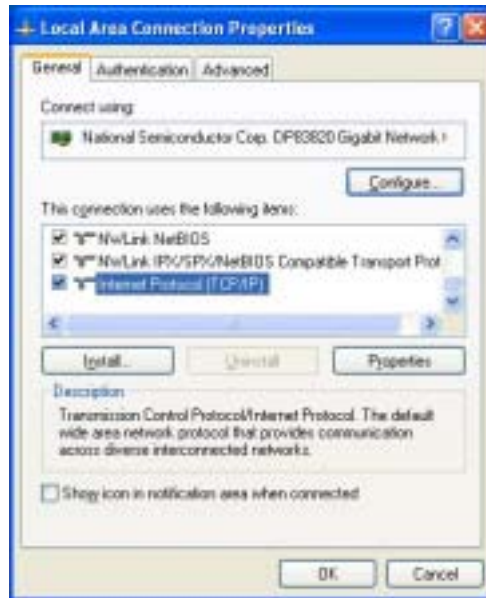 Local Area Connection Properties
General Authentication Advanced
Connect using:
National Semiconductor Corp. DP83820 Gigabit Network
Configure...
This connection uses the following items:
NWLink NetBIOS
NWLink IPX/SPX/NetBIOS Compatible Transport Prot
Internet Protocol (TCP/IP)
Install... Uninstall Properties
Description
Transmission Control Protocol/Internet Protocol. The default
wide area network protocol that provides communication
across diverse interconnected networks.
Show icon in notification area when connected
OK Cancel